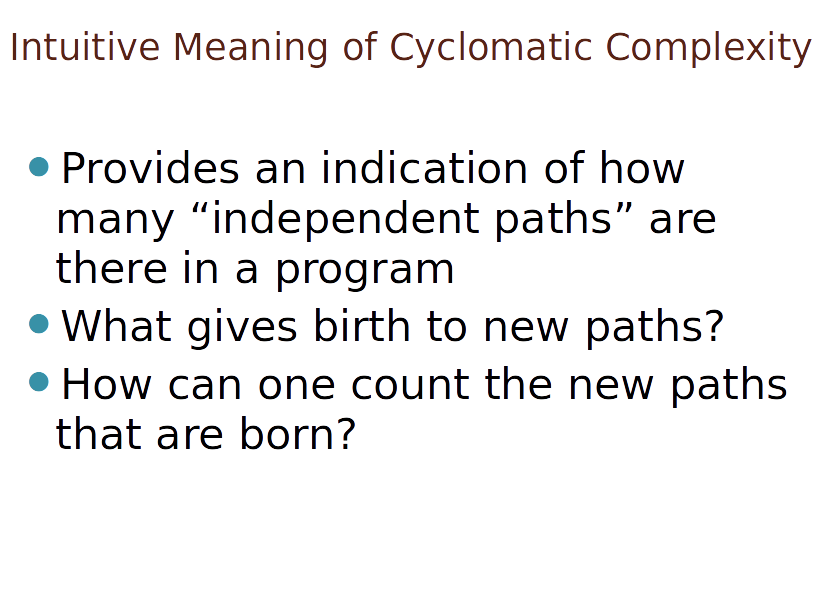 Intuitive Meaning of Cyclomatic Complexity
• Provides an indication of how
many “independent paths” are
there in a program
• What gives birth to new paths?
• How can one count the new paths
that are born?